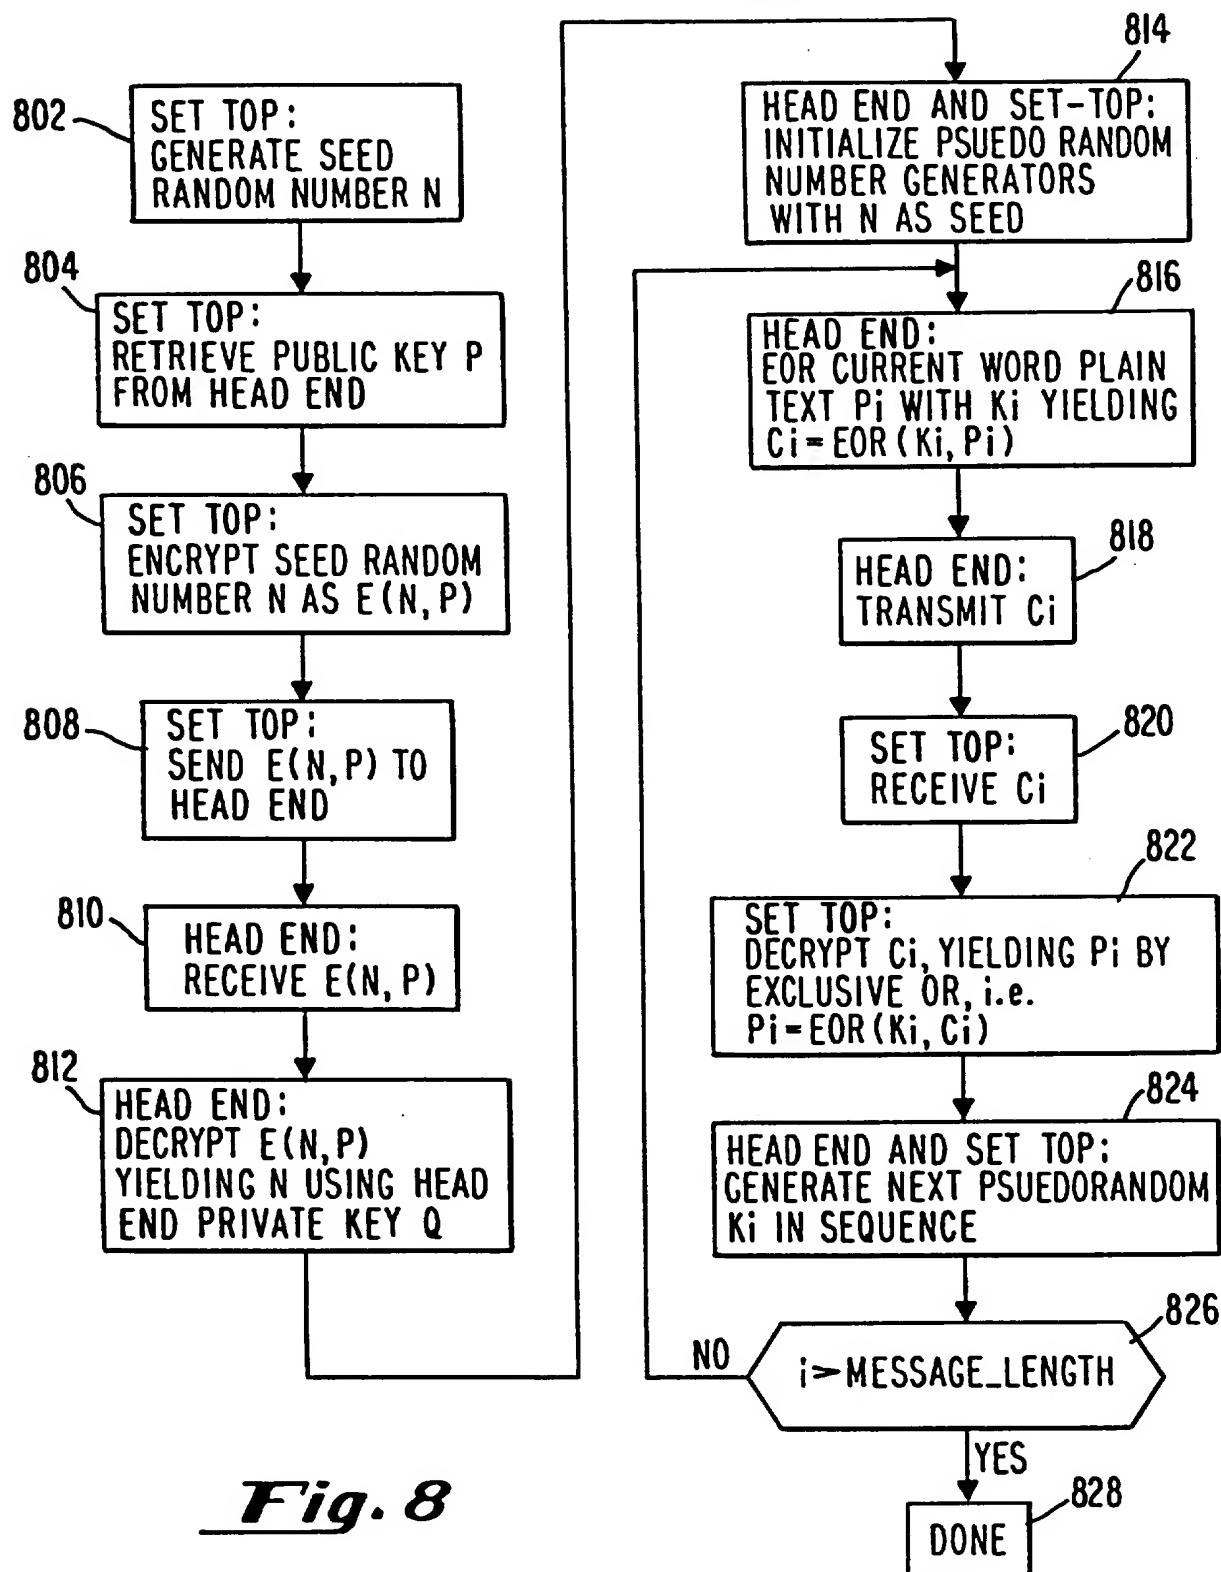 802
SET TOP:
GENERATE SEED
RANDOM NUMBER N
804
SET TOP:
RETRIEVE PUBLIC KEY P
FROM HEAD END
806
SET TOP:
ENCRYPT SEED RANDOM
NUMBER N AS E(N,P)
808
SET TOP:
SEND E(N,P) TO
HEAD END
810
HEAD END:
RECEIVE E(N,P)
812
HEAD END:
DECRYPT E(N,P)
YIELDING N USING HEAD
END PRIVATE KEY Q
814
HEAD END AND SET-TOP:
INITIALIZE PSUEDO RANDOM
NUMBER GENERATORS
WITH N AS SEED
816
HEAD END:
EOR CURRENT WORD PLAIN
TEXT Pi WITH Ki YIELDING
Ci=EOR(Ki,Pi)
818
HEAD END:
TRANSMIT Ci
820
SET TOP:
RECEIVE Ci
822
SET TOP:
DECRYPT Ci, YIELDING Pi BY
EXCLUSIVE OR, i.e.
Pi=EOR(Ki,Ci)
824
HEAD END AND SET TOP:
GENERATE NEXT PSUEDORANDOM
Ki IN SEQUENCE
826
i>MESSAGE_LENGTH
NO
YES
828
DONE
Fig. 8